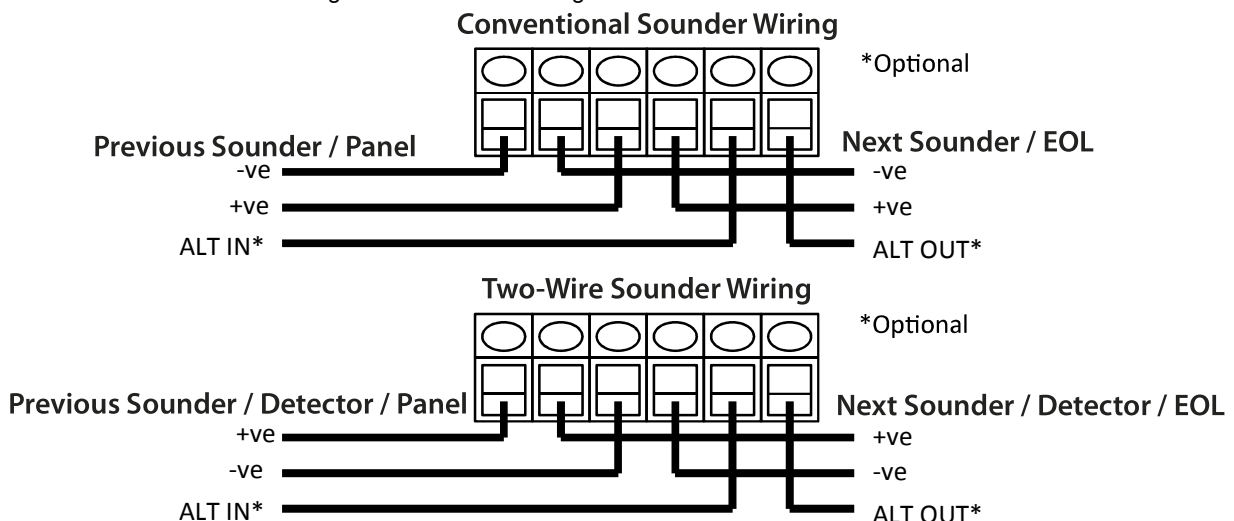 Conventional Sounder Wiring
*Optional
Previous Sounder / Panel
Next Sounder / EOL
-ve
-ve
+ve
+ve
ALT IN*
ALT OUT*
Two-Wire Sounder Wiring
*Optional
Previous Sounder / Detector / Panel
Next Sounder / Detector / EOL
+ve
+ve
-ve
-ve
ALT IN*
ALT OUT*